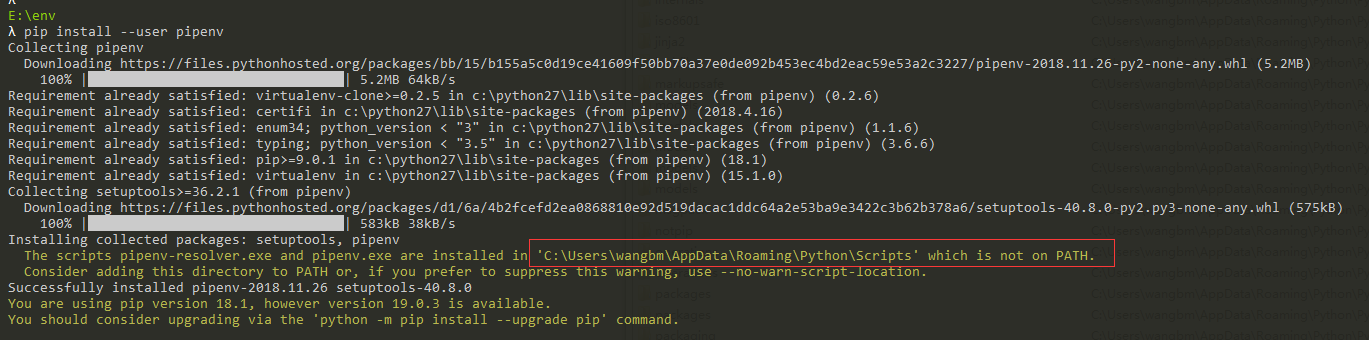 λ
E:\env
λ pip install --user pipenv
Collecting pipenv
Downloading https://files.pythonhosted.org/packages/bb/15/b155a5c0d19ce41609f50bb70a37e0de092b453ec4bd2eac59e53a2c3227/pipenv-2018.11.26-py2-none-any.whl (5.2MB)
100% || 5.2MB 64kB/s
Requirement already satisfied: virtualenv-clone>=0.2.5 in c:\python27\lib\site-packages (from pipenv) (0.2.6)
Requirement already satisfied: certifi in c:\python27\lib\site-packages (from pipenv) (2018.4.16)
Requirement already satisfied: enum34; python_version < "3" in c:\python27\lib\site-packages (from pipenv) (1.1.6)
Requirement already satisfied: typing; python_version < "3.5" in c:\python27\lib\site-packages (from pipenv) (3.6.6)
Requirement already satisfied: pip>=9.0.1 in c:\python27\lib\site-packages (from pipenv) (18.1)
Requirement already satisfied: virtualenv in c:\python27\lib\site-packages (from pipenv) (15.1.0)
Collecting setuptools>=36.2.1 (from pipenv)
Downloading https://files.pythonhosted.org/packages/d1/6a/4b2fcefd2ea0868810e92d519dacac1ddc64a2e53ba9e3422c3b62b378a6/setuptools-40.8.0-py2.py3-none-any.whl (575kB)
100% || 583kB 38kB/s
Installing collected packages: setuptools, pipenv
The scripts pipenv-resolver.exe and pipenv.exe are installed in 'C:\Users\wangbm\AppData\Roaming\Python\Scripts' which is not on PATH.
Consider adding this directory to PATH or, if you prefer to suppress this warning, use --no-warn-script-location.
Successfully installed pipenv-2018.11.26 setuptools-40.8.0
You are using pip version 18.1, however version 19.0.3 is available.
You should consider upgrading via the 'python -m pip install --upgrade pip' command.